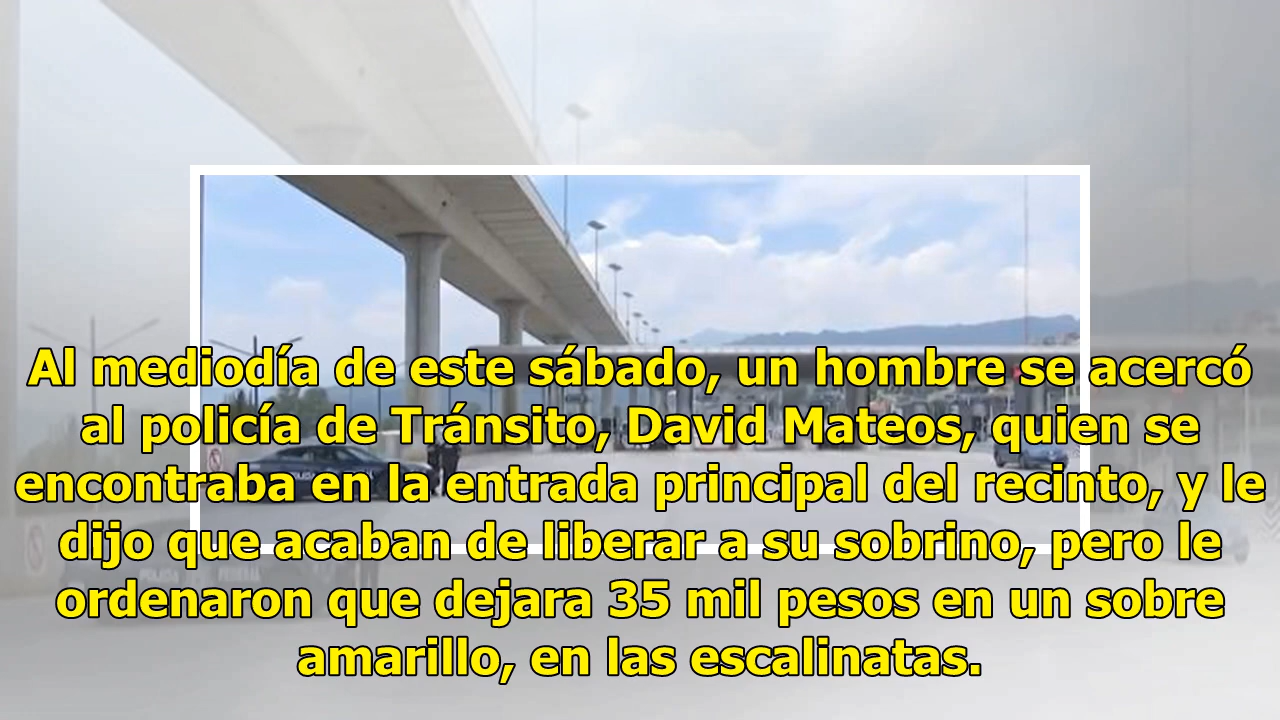 Al mediodía de este sábado, un hombre se acercó
al policía de Tránsito, David Mateos, quien se
encontraba en la entrada principal del recinto, y le
dijo que acaban de liberar a su sobrino, pero le
ordenaron que dejara 35 mil pesos en un sobre
amarillo, en las escalinatas.
POLICIA FEDERAL